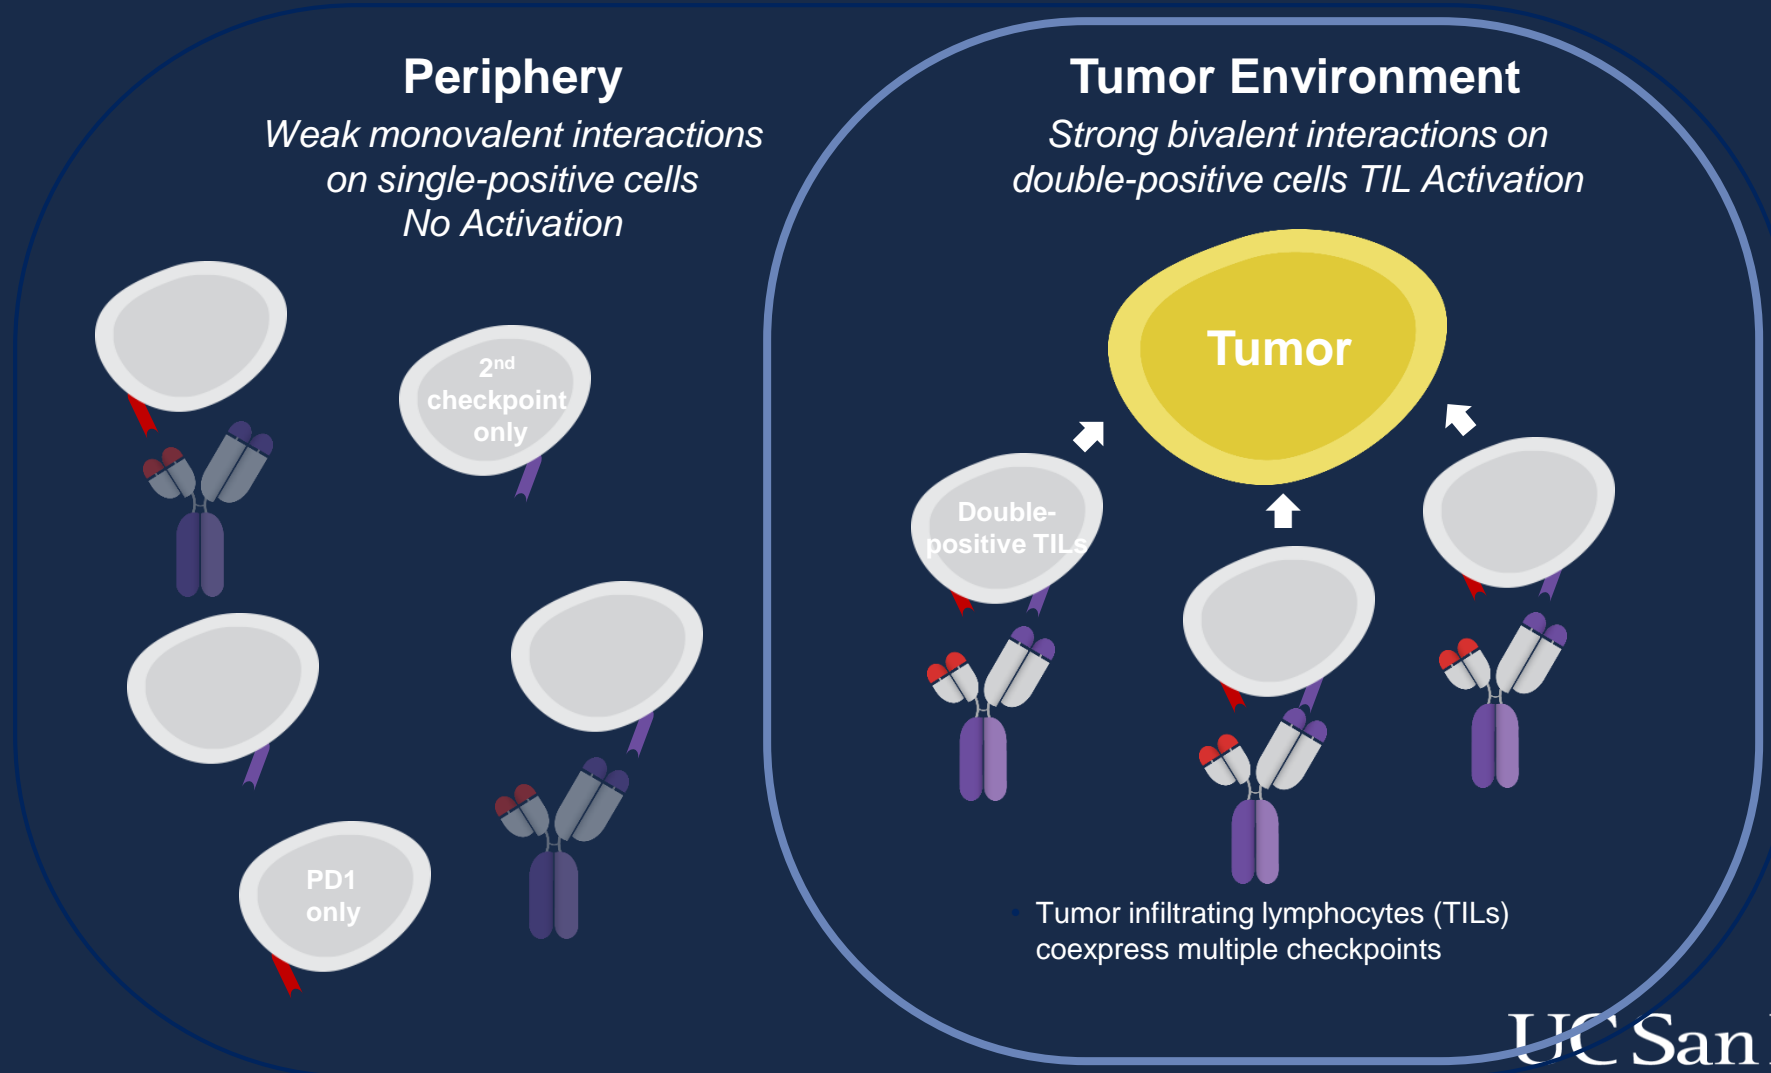 Periphery
Weak monovalent interactions
on single-positive cells
No Activation
2nd
checkpoint
only
PD1
only
Tumor Environment
Strong bivalent interactions on
double-positive cells TIL Activation
Tumor
Double-
positive TILs
• Tumor infiltrating lymphocytes (TILs)
coexpress multiple checkpoints
UC San